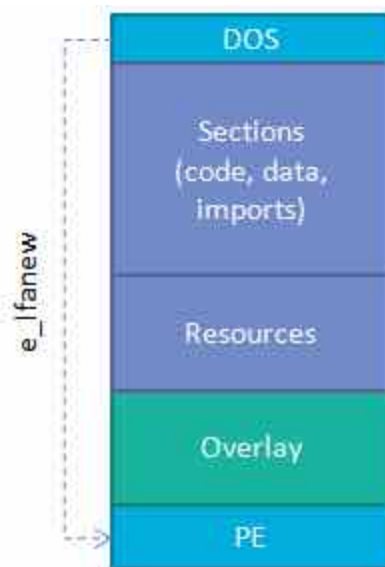 DOS
Sections
(code, data,
imports)
e_lfanew
Resources
Overlay
PE